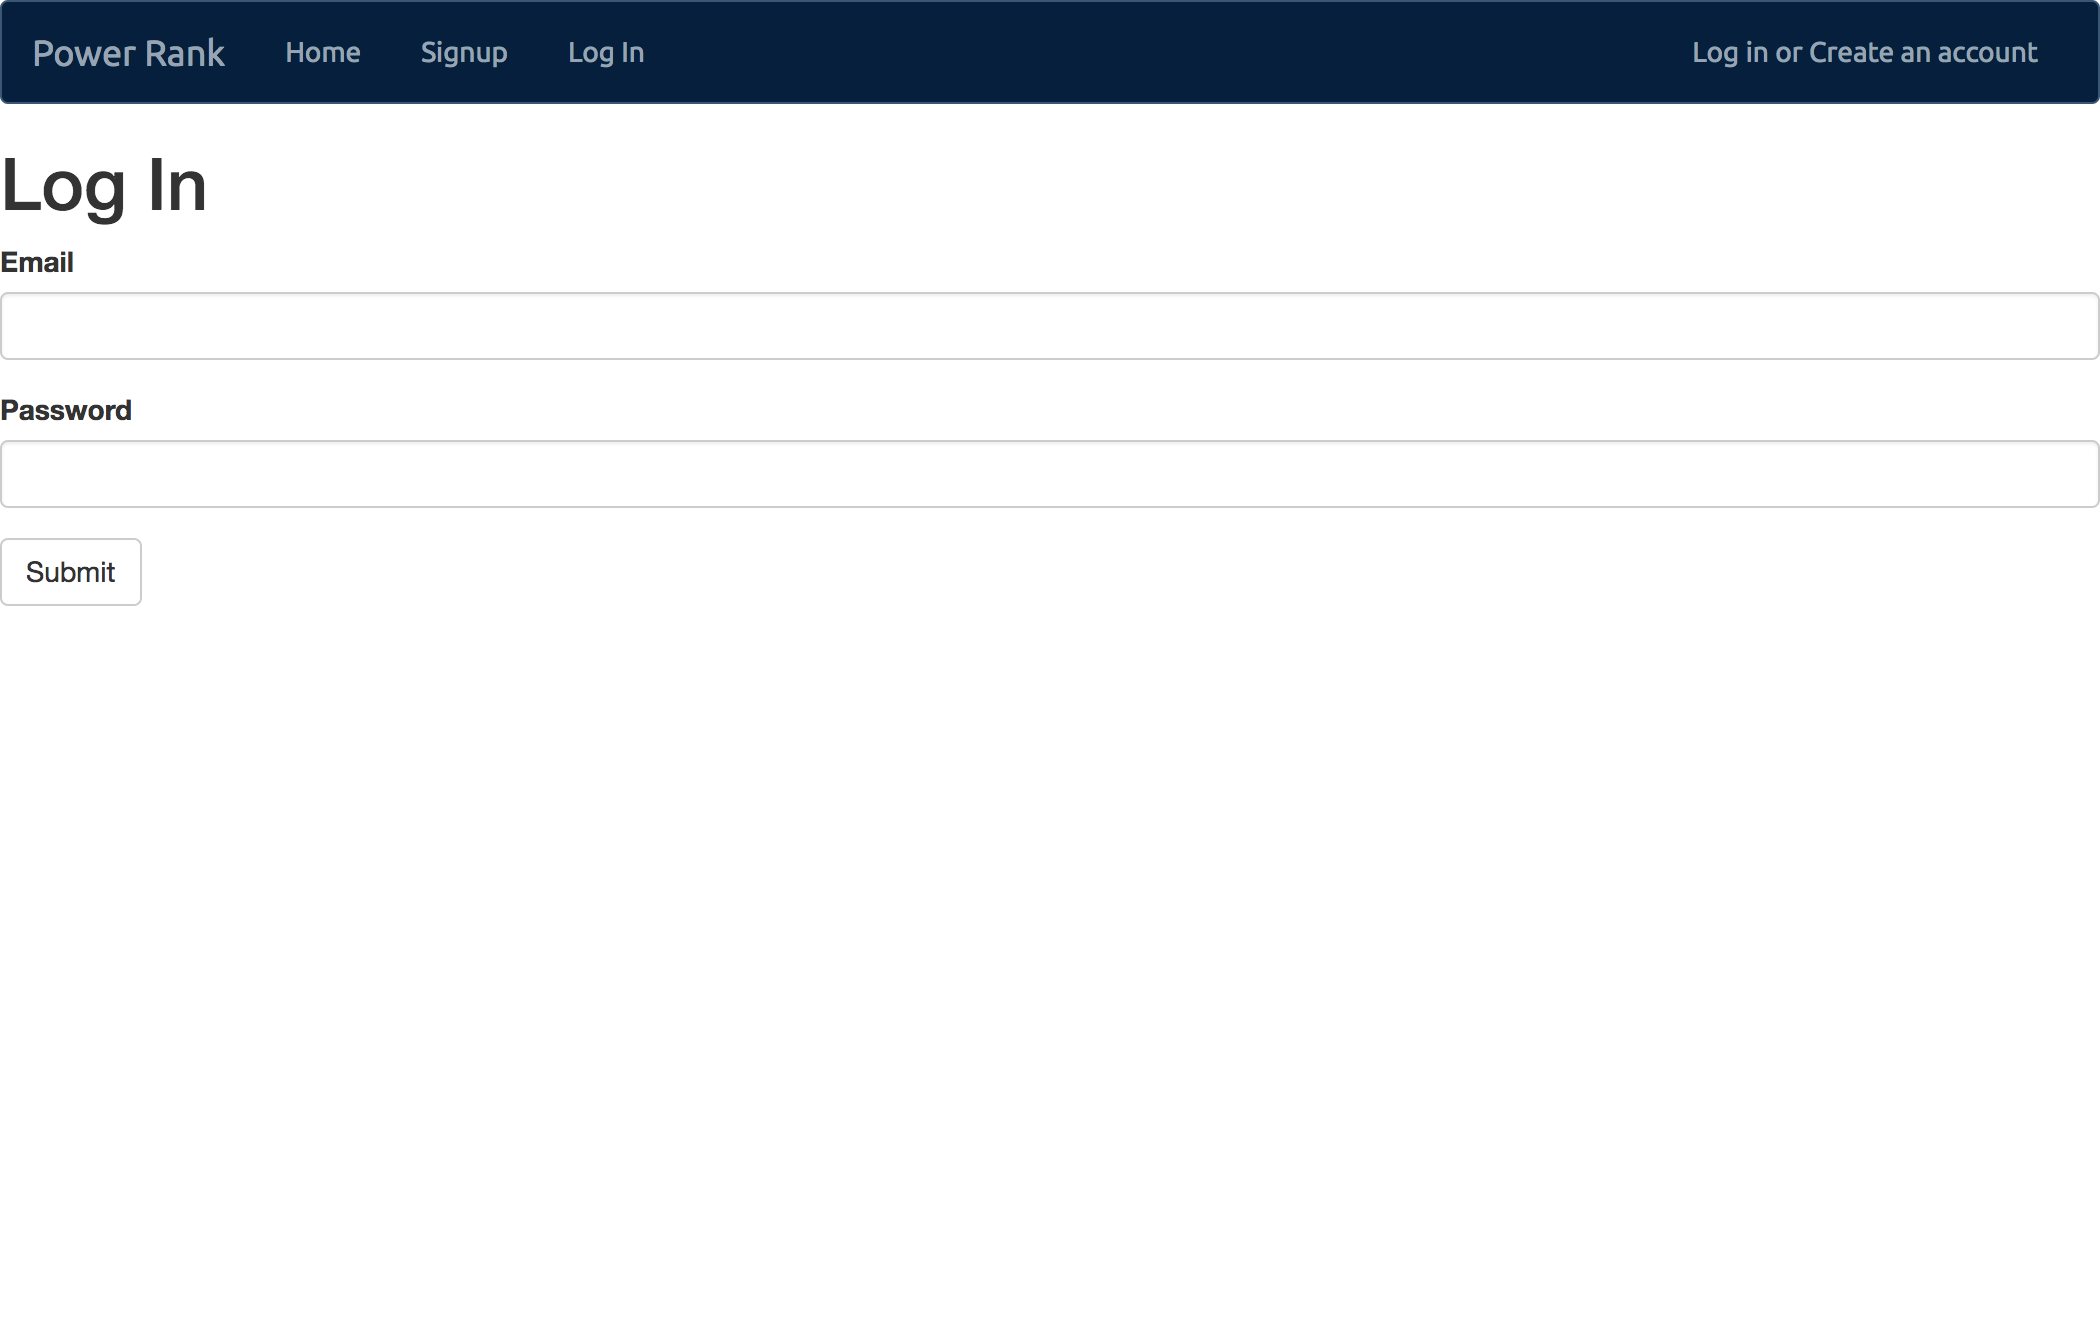 Power Rank Home Signup Log In Log in or Create an account
Log In
Email
Password
Submit